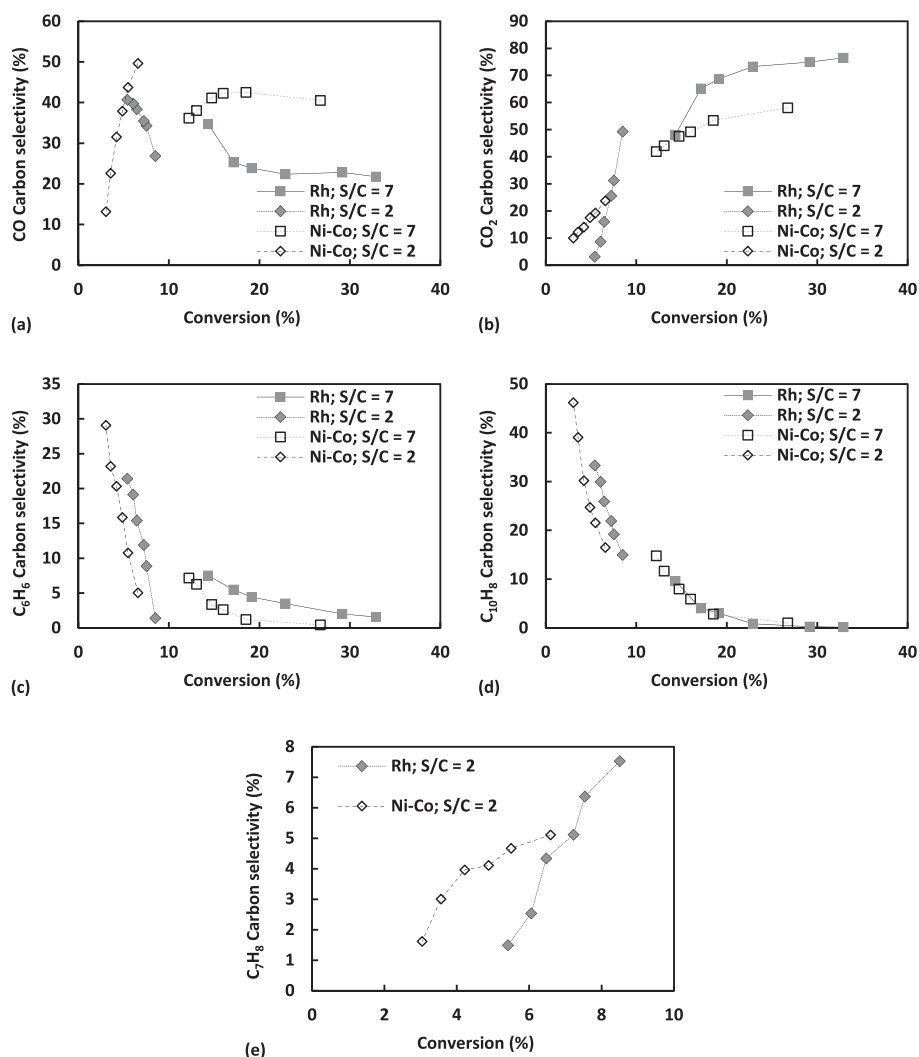 60
50
40
30
20
10
0
CO Carbon selectivity (%)
Rh; S/C = 7
Rh; S/C = 2
Ni-Co; S/C = 7
Ni-Co; S/C = 2
0 10 20 30 40
Conversion (%)
(a)
90
80
70
60
50
40
30
20
10
0
CO2 Carbon selectivity (%)
Rh; S/C = 7
Rh; S/C = 2
Ni-Co; S/C = 7
Ni-Co; S/C = 2
0 10 20 30 40
Conversion (%)
(b)
35
30
25
20
15
10
5
0
C6H6 Carbon selectivity (%)
Rh; S/C = 7
Rh; S/C = 2
Ni-Co; S/C = 7
Ni-Co; S/C = 2
0 10 20 30 40
Conversion (%)
(c)
50
40
30
20
10
0
C10H8 Carbon selectivity (%)
Rh; S/C = 7
Rh; S/C = 2
Ni-Co; S/C = 7
Ni-Co; S/C = 2
0 10 20 30 40
Conversion (%)
(d)
8
7
6
5
4
3
2
1
0
C7H8 Carbon selectivity (%)
Rh; S/C = 2
Ni-Co; S/C = 2
0 2 4 6 8 10
Conversion (%)
(e)